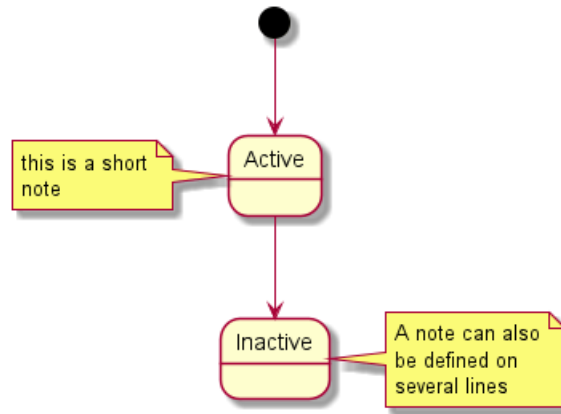 Active
this is a short
note
Inactive
A note can also
be defined on
several lines